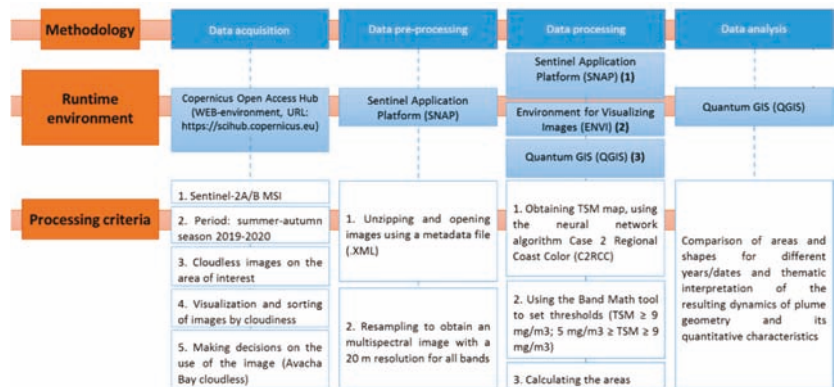 Methodology
Data acquisition
Data pre-processing
Data processing
Data analysis
Runtime
environment
Copernicus Open Access Hub
(WEB-environment, URL:
https://scihub.copernicus.eu)
Sentinel Application
Platform (SNAP)
Sentinel Application
Platform (SNAP) (1)
Environment for Visualizing
Images (ENVI) (2)
Quantum GIS (QGIS) (3)
Quantum GIS (QGIS)
Processing criteria
1. Sentinel-2A/B MSI
2. Period: summer-autumn
season 2019-2020
3. Cloudless images on the
area of interest
4. Visualization and sorting
of images by cloudiness
5. Making decisions on the
use of the image (Avacha
Bay cloudless)
1. Unzipping and opening
images using a metadata file
(.XML)
2. Resampling to obtain an
multispectral image with a
20 m resolution for all bands
1. Obtaining TSM map, using
the neural network
algorithm Case 2 Regional
Coast Color (C2RCC)
2. Using the Band Math tool
to set thresholds (TSM ≥ 9
mg/m3; 5 mg/m3 ≥ TSM ≥ 9
mg/m3)
3. Calculating the areas
Comparison of areas and
shapes for different
years/dates and thematic
interpretation of the
resulting dynamics of plume
geometry and its
quantitative characteristics